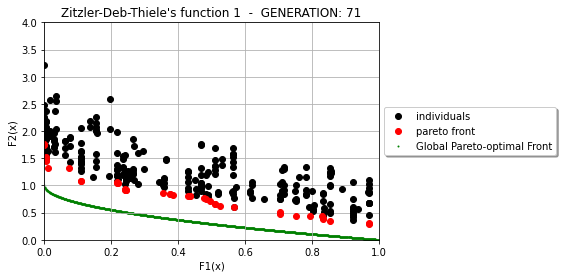 Zitzler-Deb-Thiele's function 1 - GENERATION: 71
4.0
3.5
3.0
2.5
2.0
1.5
1.0
0.5
0.0
F2(x)
0.0 0.2 0.4 0.6 0.8 1.0
F1(x)
individuals
pareto front
Global Pareto-optimal Front